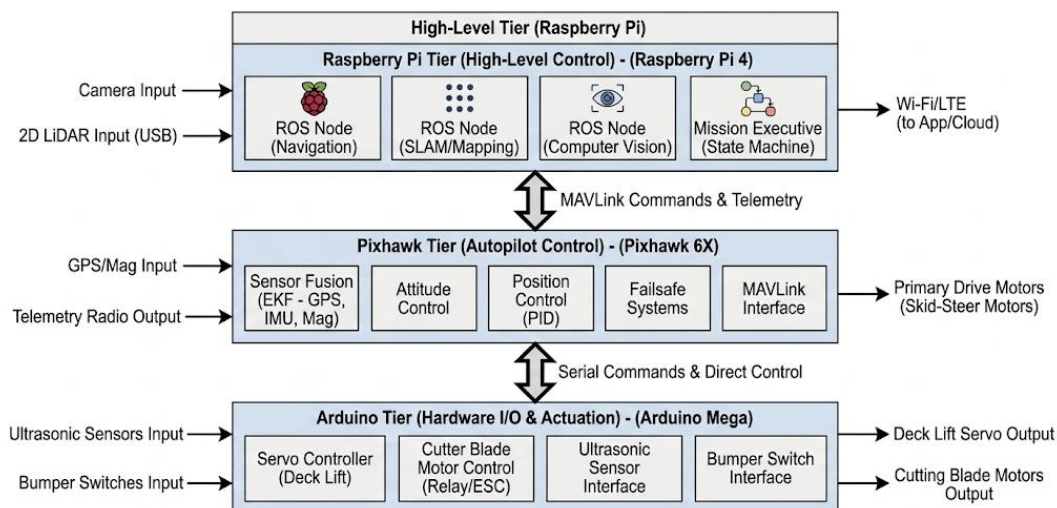 High-Level Tier (Raspberry Pi)
Raspberry Pi Tier (High-Level Control) - (Raspberry Pi 4)
Camera Input
2D LiDAR Input (USB)
ROS Node
(Navigation)
ROS Node
(SLAM/Mapping)
ROS Node
(Computer Vision)
Mission Executive
(State Machine)
Wi-Fi/LTE
(to App/Cloud)
MAVLink Commands & Telemetry
Pixhawk Tier (Autopilot Control) - (Pixhawk 6X)
GPS/Mag Input
Telemetry Radio Output
Sensor Fusion
(EKF - GPS,
IMU, Mag)
Attitude
Control
Position
Control
(PID)
Failsafe
Systems
MAVLink
Interface
Primary Drive Motors
(Skid-Steer Motors)
Serial Commands & Direct Control
Arduino Tier (Hardware I/O & Actuation) - (Arduino Mega)
Ultrasonic Sensors Input
Bumper Switches Input
Servo Controller
(Deck Lift)
Cutter Blade
Motor Control
(Relay/ESC)
Ultrasonic
Sensor
Interface
Bumper Switch
Interface
Deck Lift Servo Output
Cutting Blade Motors
Output